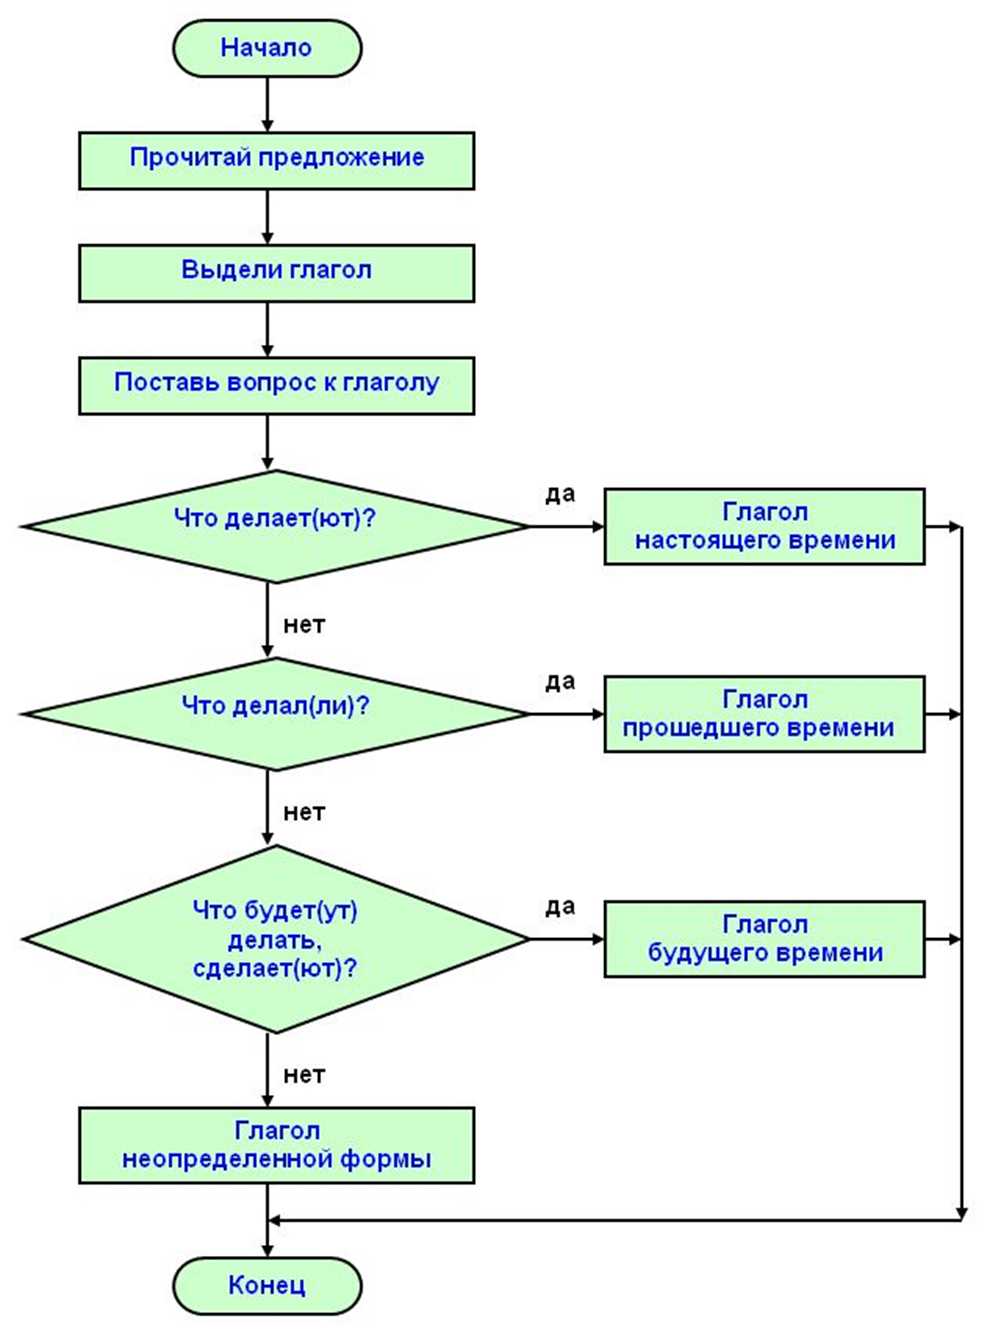 Начало
Прочитай предложение
Выдели глагол
Поставь вопрос к глаголу
Что делает(ют)?
да
Глагол
настоящего времени
нет
Что делал(ли)?
да
Глагол
прошедшего времени
нет
Что будет(ут)
делать,
сделает(ют)?
да
Глагол
будущего времени
нет
Глагол
неопределенной формы
Конец